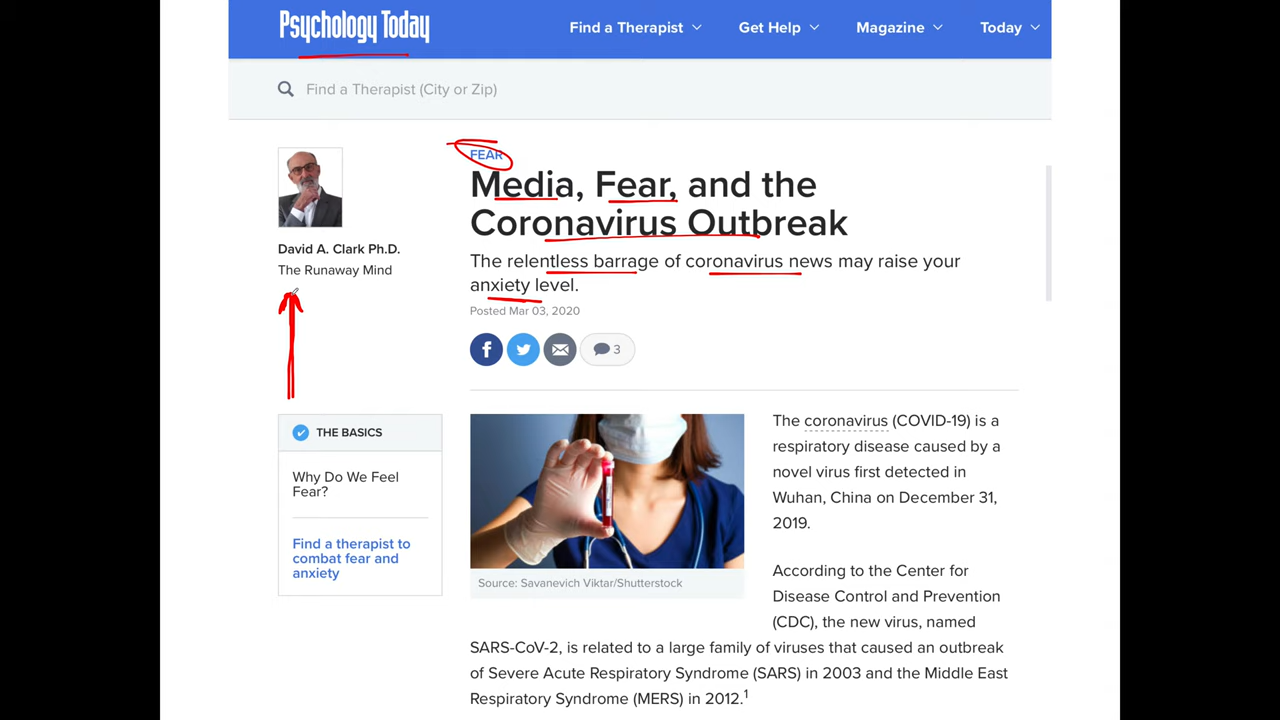 Psychology Today
Find a Therapist
Get Help
Magazine
Today
Find a Therapist (City or Zip)
David A. Clark Ph.D.
The Runaway Mind
FEAR
Media, Fear, and the
Coronavirus Outbreak
The relentless barrage of coronavirus news may raise your
anxiety level.
Posted Mar 03, 2020
f
3
THE BASICS
Why Do We Feel
Fear?
Find a therapist to
combat fear and
anxiety
Source: Savanevich Viktar/Shutterstock
The coronavirus (COVID-19) is a
respiratory disease caused by a
novel virus first detected in
Wuhan, China on December 31,
2019.
According to the Center for
Disease Control and Prevention
(CDC), the new virus, named
SARS-CoV-2, is related to a large family of viruses that caused an outbreak
of Severe Acute Respiratory Syndrome (SARS) in 2003 and the Middle East
Respiratory Syndrome (MERS) in 2012.1